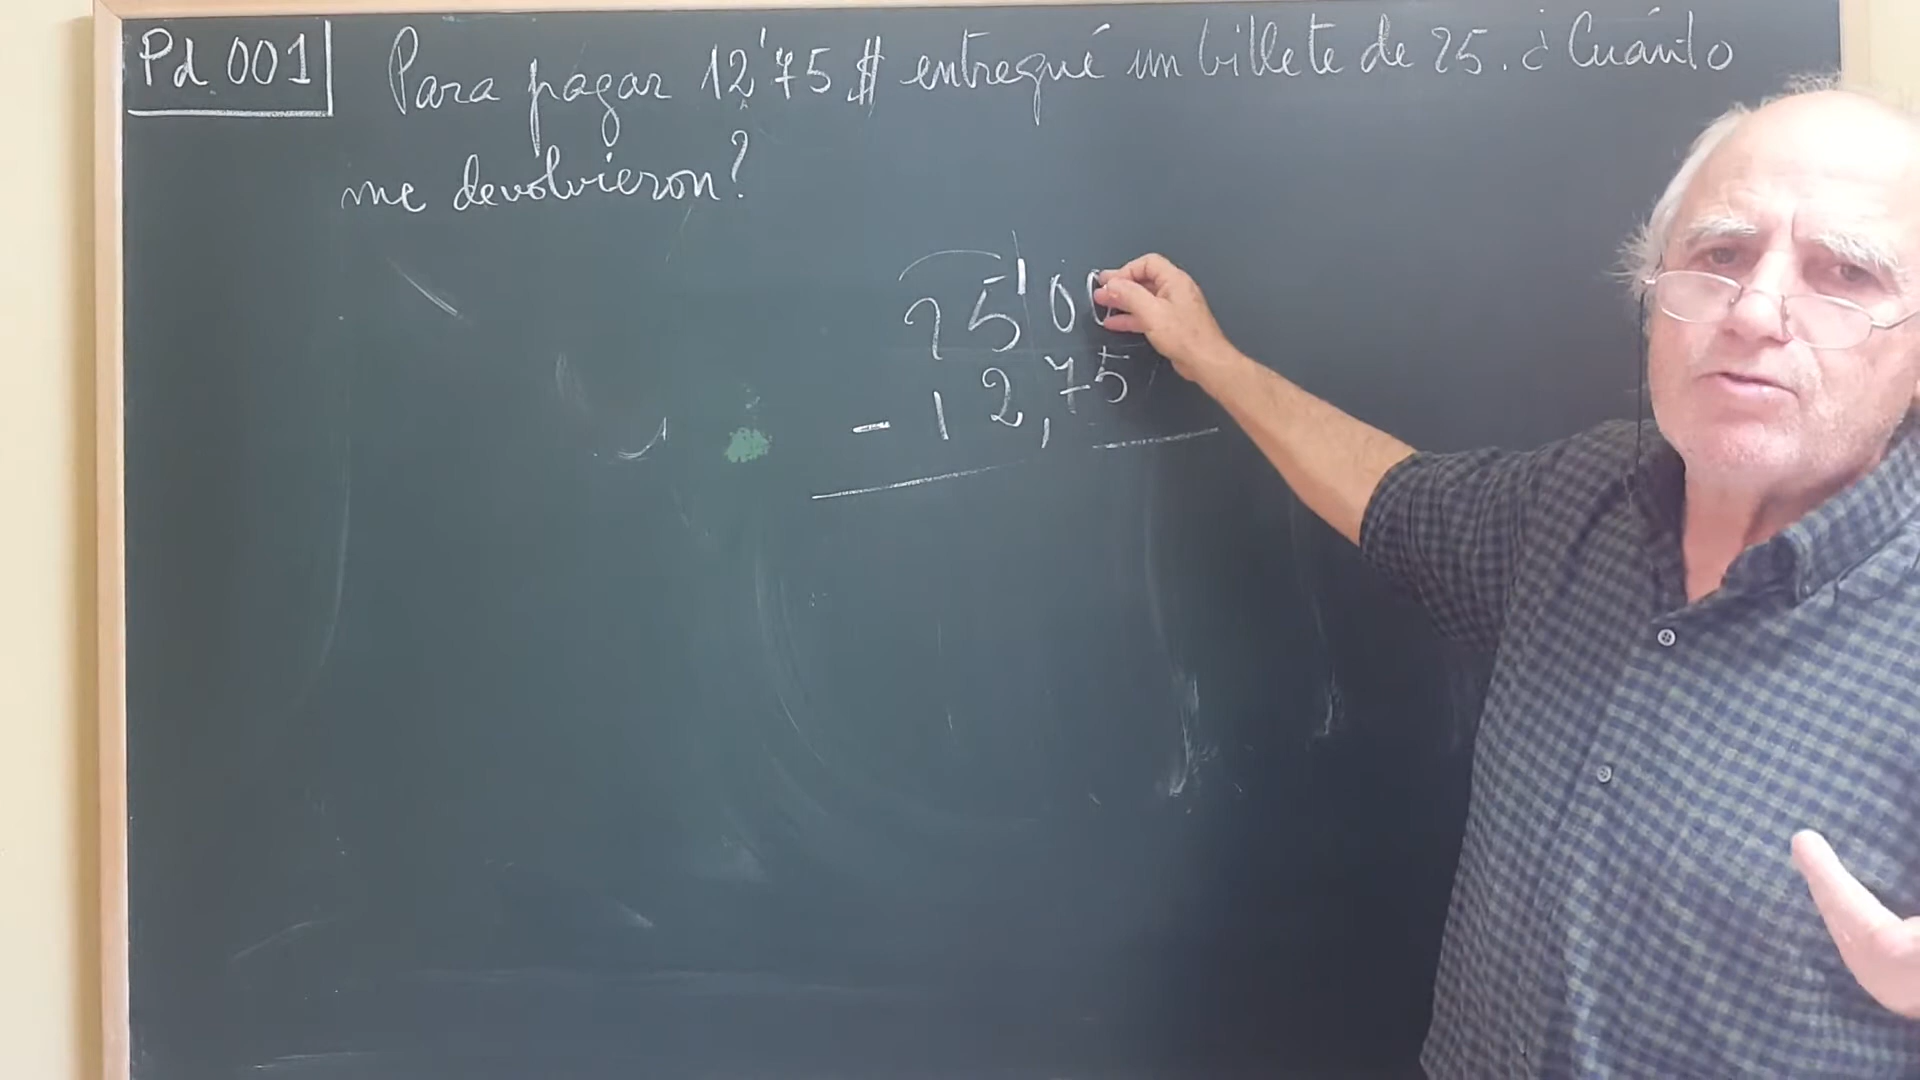 Pd 001 Para pagar 12'75 $ entregué un billete de 25. ¿ Cuánto
me devolvieron?
25'00
- 12,75